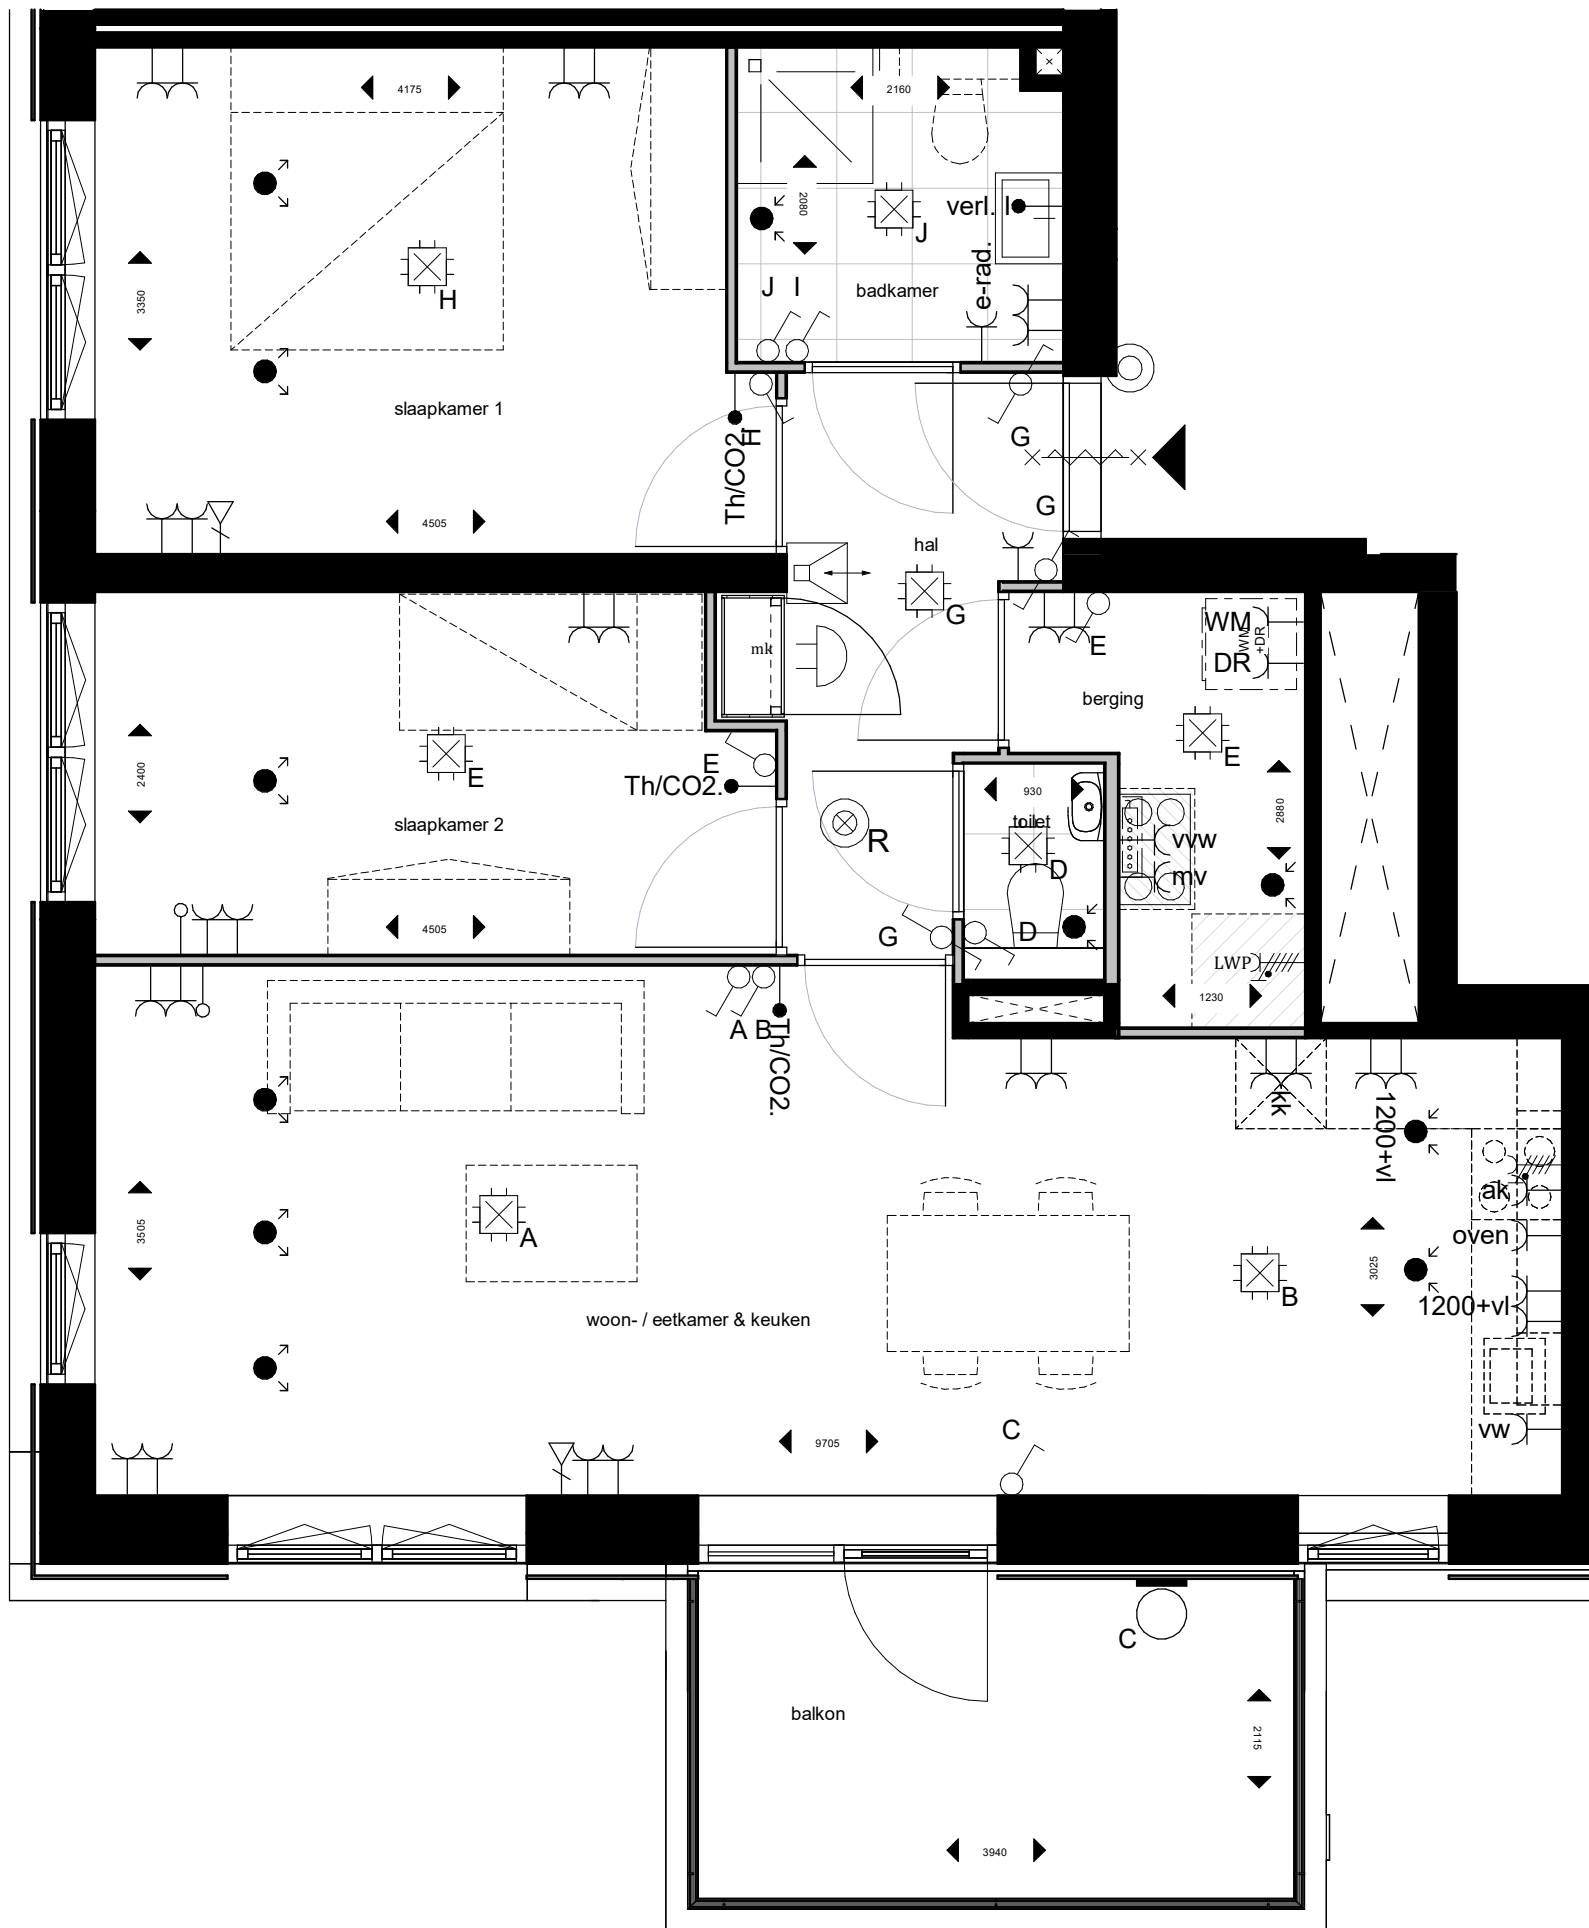 4175
2160
2080
verl. I
J
H
e-rad.
J I
badkamer
3350
slaapkamer 1
H
Th/CO2.
G
G
4505
hal
G
E
WM
DR
WM
+DR
mk
berging
E
2400
E
E
Th/CO2.
slaapkamer 2
R
930
toilet
D
vvw
mv
2880
4505
G
D
LWP
1230
A B
Th/CO2.
kk
1200+vl
ak
oven
3505
A
B
3025
1200+vl
woon- / eetkamer & keuken
vw
C
9705
C
balkon
2115
3940